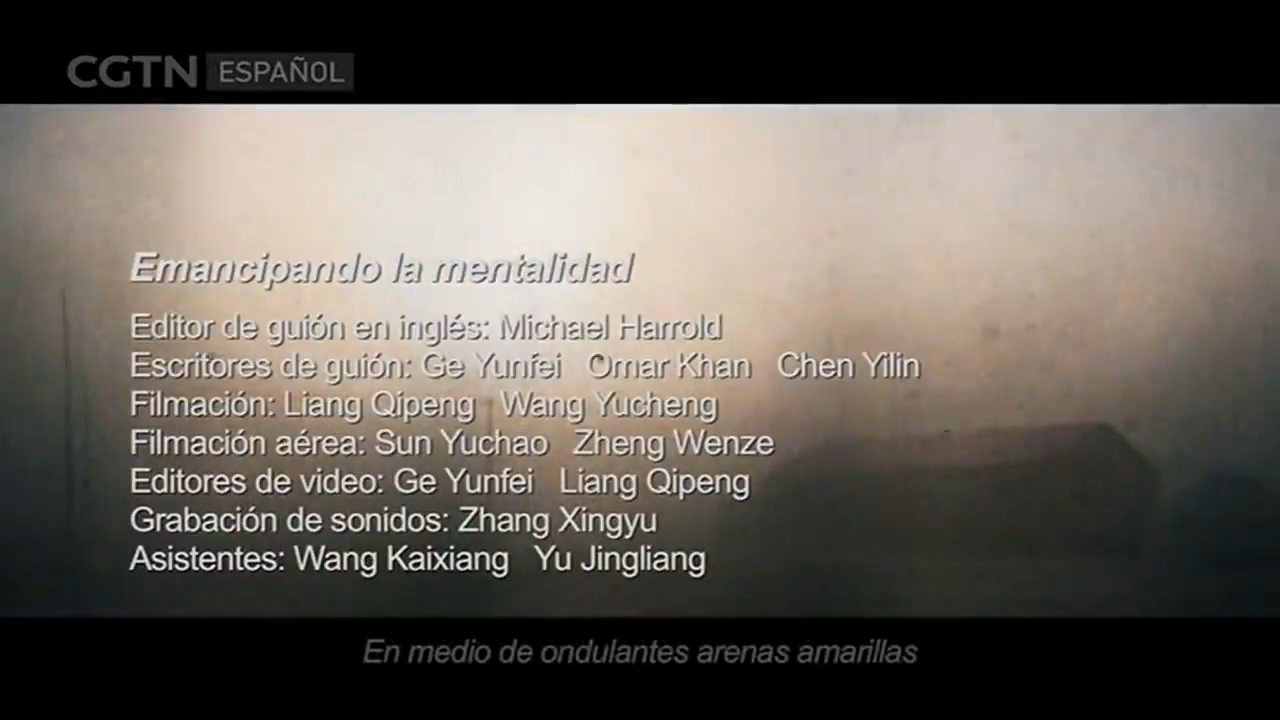 CGTN ESPAÑOL
Emancipando la mentalidad
Editor de guión en inglés: Michael Harrold
Escritores de guión: Ge Yunfei Omar Khan Chen Yilin
Filmación: Liang Qipeng Wang Yucheng
Filmación aérea: Sun Yuchao Zheng Wenze
Editores de video: Ge Yunfei Liang Qipeng
Grabación de sonidos: Zhang Xingyu
Asistentes: Wang Kaixiang Yu Jingliang
En medio de ondulantes arenas amarillas